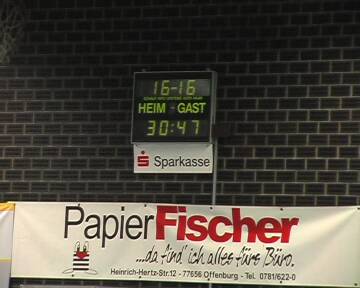 16-16
HEIM - GAST
30:47
Sparkasse
PapierFischer
...da find' ich alles fürs Büro.
Heinrich-Hertz-Str.12 - 77656 Offenburg - Tel. 0781/622-0